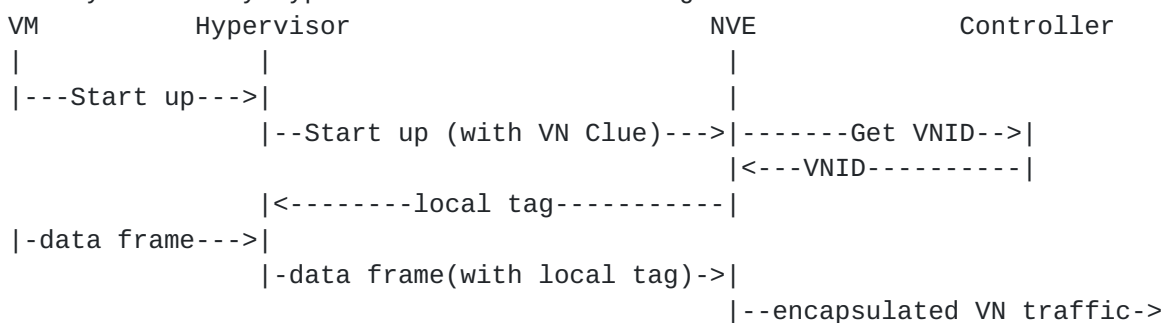 VM Hypervisor NVE Controller
| | |
|---Start up--->| |
|--Start up (with VN Clue)--->|-------Get VNID-->|
|<---VNID----------|
|<--------local tag-----------|
|-data frame--->|
|-data frame(with local tag)->|
|--encapsulated VN traffic->